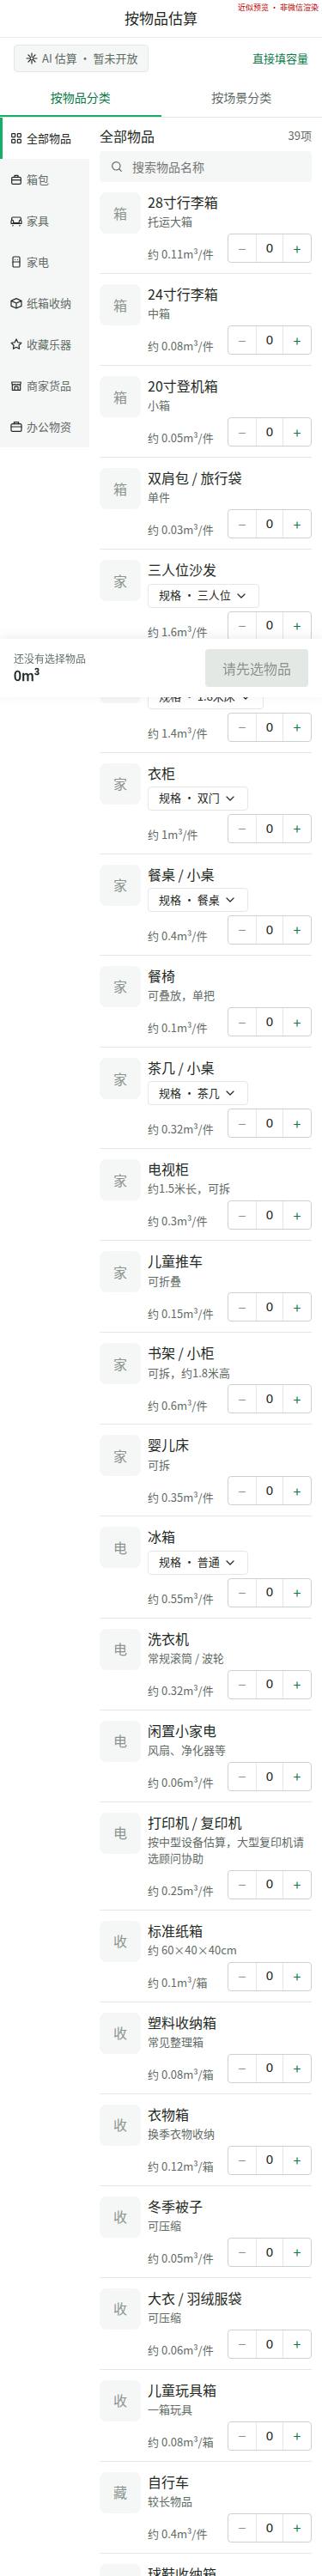 近似预览 · 非微信渲染
按物品估算
AI 估算 · 暂未开放
直接填容量
按物品分类
按场景分类
全部物品
箱包
家具
家电
纸箱收纳
收藏乐器
商家货品
办公物资
全部物品
39项
搜索物品名称
箱
28寸行李箱
托运大箱
约 0.11m³/件
− 0 +
箱
24寸行李箱
中箱
约 0.08m³/件
− 0 +
箱
20寸登机箱
小箱
约 0.05m³/件
− 0 +
箱
双肩包 / 旅行袋
单件
约 0.03m³/件
− 0 +
家
三人位沙发
规格 · 三人位
约 1.6m³/件
− 0 +
还没有选择物品
0m³
请先选物品
规格 · 1.8米床
约 1.4m³/件
− 0 +
家
衣柜
规格 · 双门
约 1m³/件
− 0 +
家
餐桌 / 小桌
规格 · 餐桌
约 0.4m³/件
− 0 +
家
餐椅
可叠放，单把
约 0.1m³/件
− 0 +
家
茶几 / 小桌
规格 · 茶几
约 0.32m³/件
− 0 +
家
电视柜
约1.5米长，可拆
约 0.3m³/件
− 0 +
家
儿童推车
可折叠
约 0.15m³/件
− 0 +
家
书架 / 小柜
可拆，约1.8米高
约 0.6m³/件
− 0 +
家
婴儿床
可拆
约 0.35m³/件
− 0 +
电
冰箱
规格 · 普通
约 0.55m³/件
− 0 +
电
洗衣机
常规滚筒 / 波轮
约 0.32m³/件
− 0 +
电
闲置小家电
风扇、净化器等
约 0.06m³/件
− 0 +
电
打印机 / 复印机
按中型设备估算，大型复印机请
选顾问协助
约 0.25m³/件
− 0 +
收
标准纸箱
约 60×40×40cm
约 0.1m³/箱
− 0 +
收
塑料收纳箱
常见整理箱
约 0.08m³/箱
− 0 +
收
衣物箱
换季衣物收纳
约 0.12m³/箱
− 0 +
收
冬季被子
可压缩
约 0.05m³/件
− 0 +
收
大衣 / 羽绒服袋
可压缩
约 0.06m³/件
− 0 +
收
儿童玩具箱
一箱玩具
约 0.08m³/箱
− 0 +
藏
自行车
较长物品
约 0.4m³/件
− 0 +
球鞋收纳箱